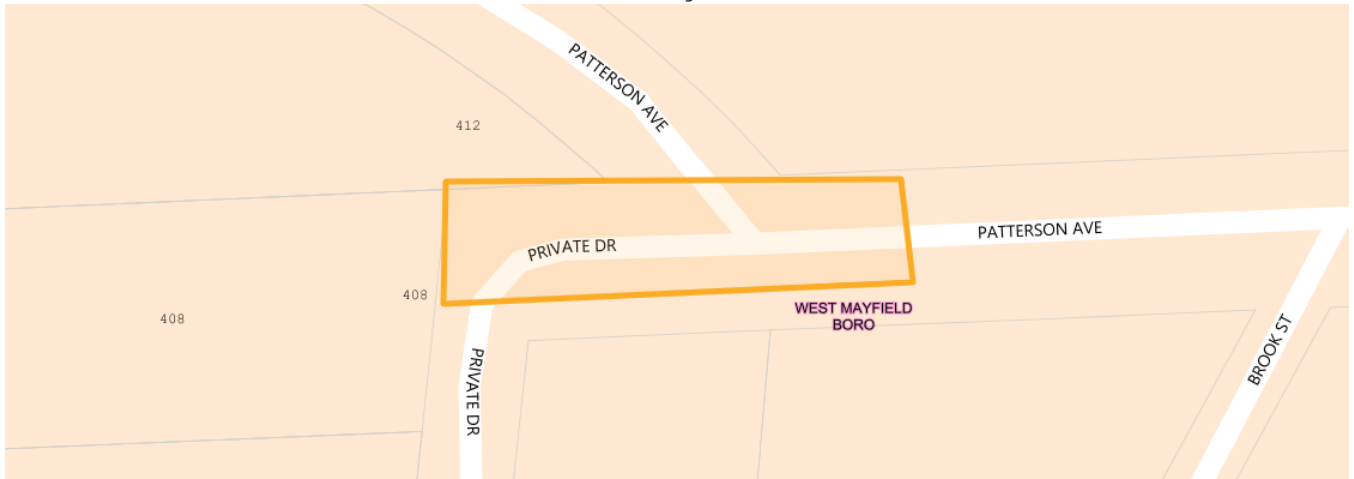 PATTERSON AVE
412
PATTERSON AVE
PRIVATE DR
408
408
WEST MAYFIELD
BORO
PRIVATE DR
BROOK ST